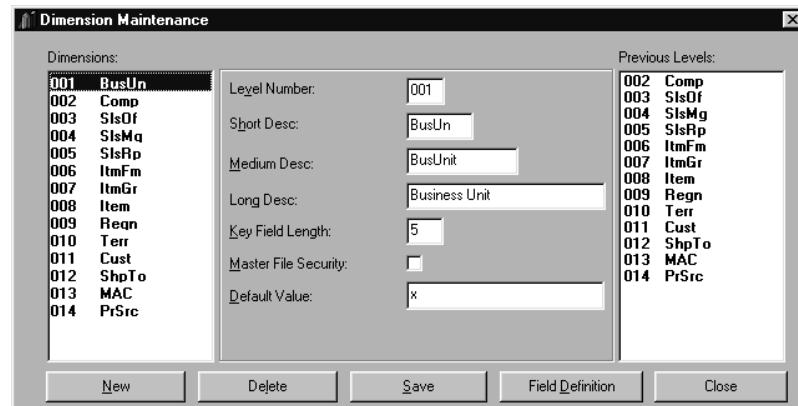 Dimension Maintenance
Dimensions:
001 BusUn
002 Comp
003 SlsOf
004 SlsMg
005 SlsRp
006 ItmFm
007 ItmGr
008 Item
009 Regn
010 Terr
011 Cust
012 ShpTo
013 MAC
014 PrSrc
Level Number: 001
Short Desc: BusUn
Medium Desc: BusUnit
Long Desc: Business Unit
Key Field Length: 5
Master File Security:
Default Value: x
Previous Levels:
002 Comp
003 SlsOf
004 SlsMg
005 SlsRp
006 ItmFm
007 ItmGr
008 Item
009 Regn
010 Terr
011 Cust
012 ShpTo
013 MAC
014 PrSrc
New Delete Save Field Definition Close